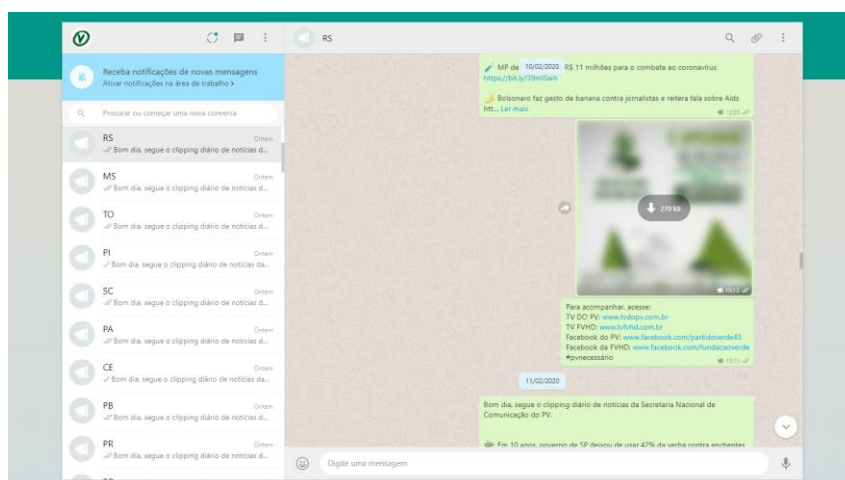 RS
Receba notificações de novas mensagens
Ativar notificações na área de trabalho >
Procurar ou começar uma nova conversa
RS
Ontem
Bom dia, segue o clipping diário de notícias d...
MS
Ontem
Bom dia, segue o clipping diário de notícias d...
TO
Ontem
Bom dia, segue o clipping diário de notícias d...
PI
Ontem
Bom dia, segue o clipping diário de notícias da...
SC
Ontem
Bom dia, segue o clipping diário de notícias d...
PA
Ontem
Bom dia, segue o clipping diário de notícias d...
CE
Ontem
Bom dia, segue o clipping diário de notícias da...
PB
Ontem
Bom dia, segue o clipping diário de notícias d...
PR
Ontem
Bom dia, segue o clipping diário de notícias d...
MP de
10/02/2020
R$ 11 milhões para o combate ao coronavírus
Bolsonaro faz gesto de banana contra jornalistas e reitera fala sobre Aids
htt... Ler mais
12:05
270 kB
15:13
Para acompanhar, acesse:
TV DO PV: www.tvdopv.com.br
TV FVHD: www.tvfvhd.com.br
Facebook do PV: www.facebook.com/partidoverde43
Facebook da FVHD: www.facebook.com/fundacaoverde
#pvnecessário
15:13
11/02/2020
Bom dia, segue o clipping diário de notícias da Secretaria Nacional de
Comunicação do PV.
Em 10 anos, governo de SP deixou de usar 42% da verba contra enchentes
Digite uma mensagem